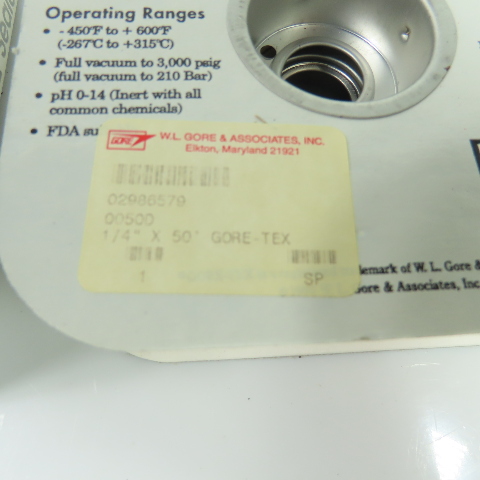 Operating Ranges
• - 450°F to + 600°F
(-267°C to +315°C)
• Full vacuum to 3,000 psig
(full vacuum to 210 Bar)
• pH 0-14 (Inert with all
common chemicals)
• FDA su
GORE
W.L. GORE & ASSOCIATES, INC.
Elkton, Maryland 21921
02986579
00500
1/4" X 50' GORE-TEX
1 SP
emark of W. L. Gore &
ore & Associates, Inc.